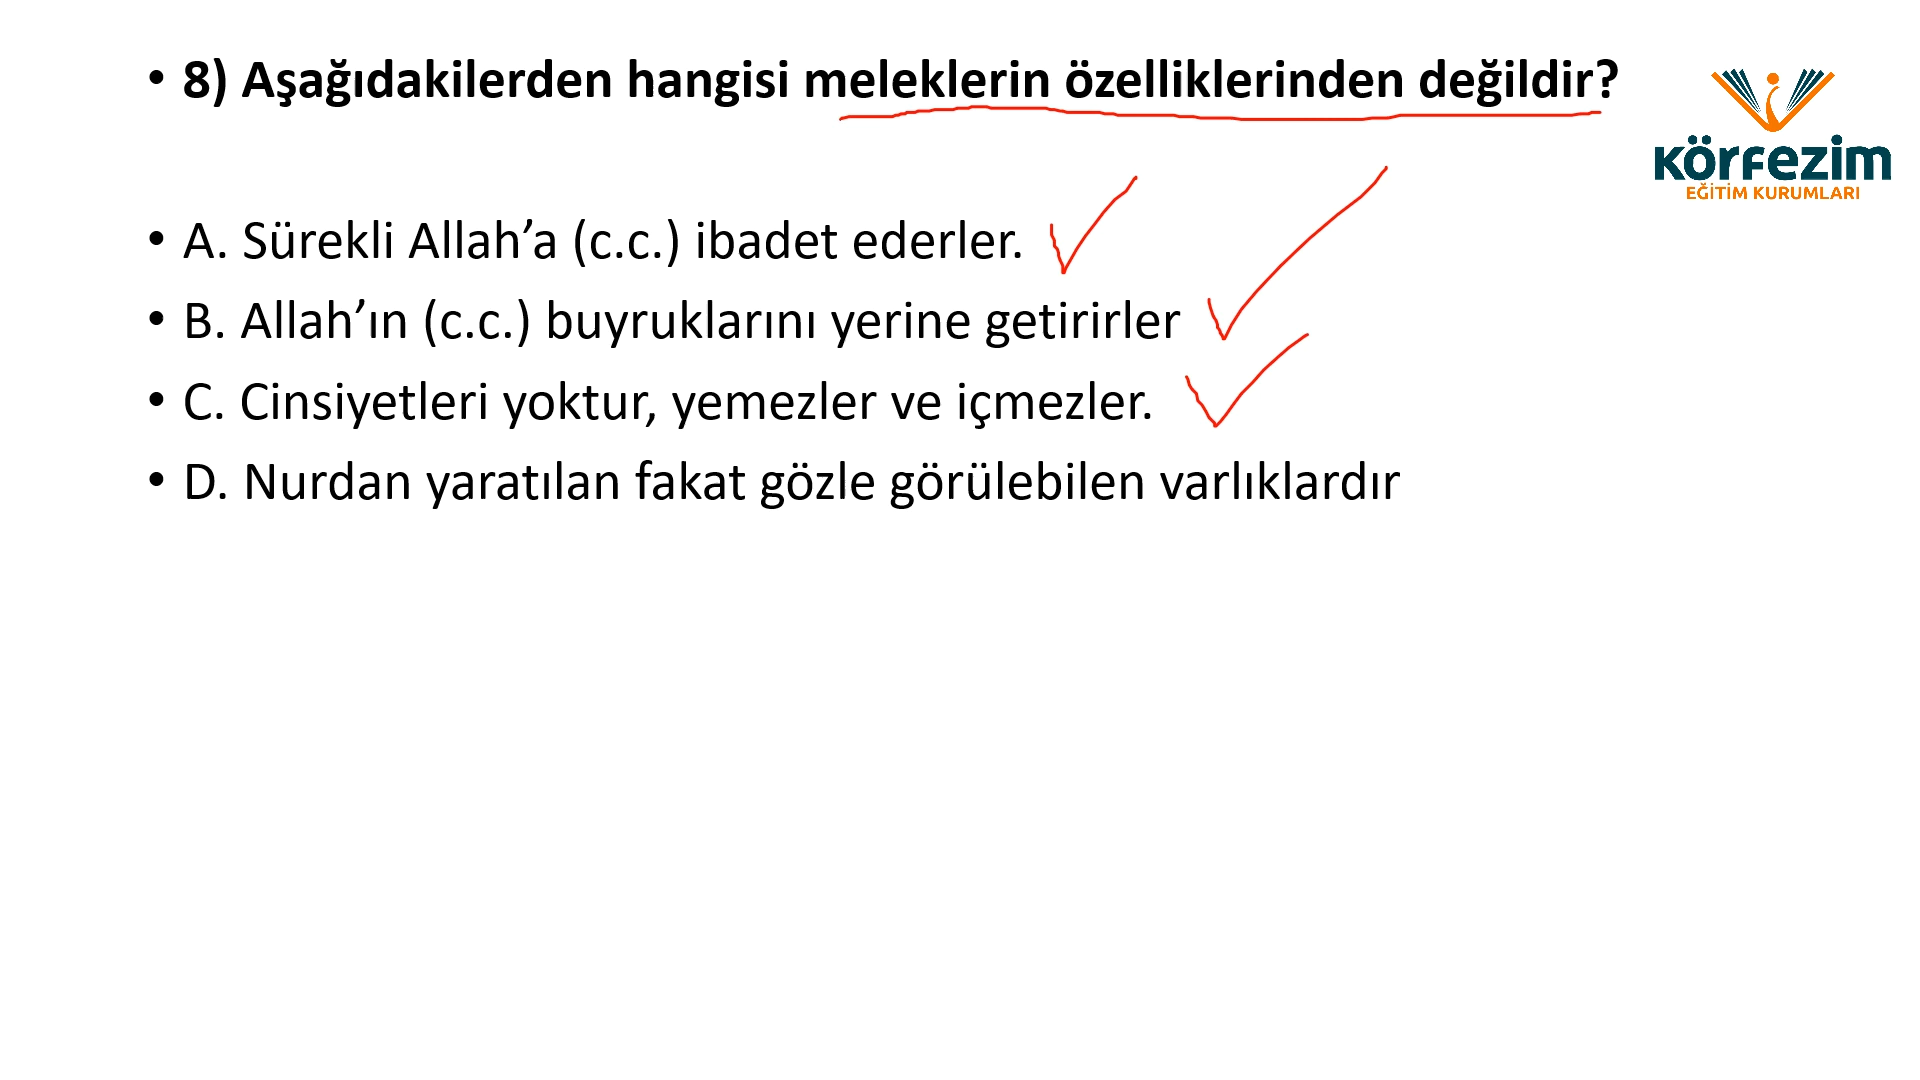 • 8) Aşağıdakilerden hangisi meleklerin özelliklerinden değildir?
körfezim
EĞİTİM KURUMLARI
• A. Sürekli Allah’a (c.c.) ibadet ederler.
• B. Allah’ın (c.c.) buyruklarını yerine getirirler
• C. Cinsiyetleri yoktur, yemezler ve içmezler.
• D. Nurdan yaratılan fakat gözle görülebilen varlıklardır